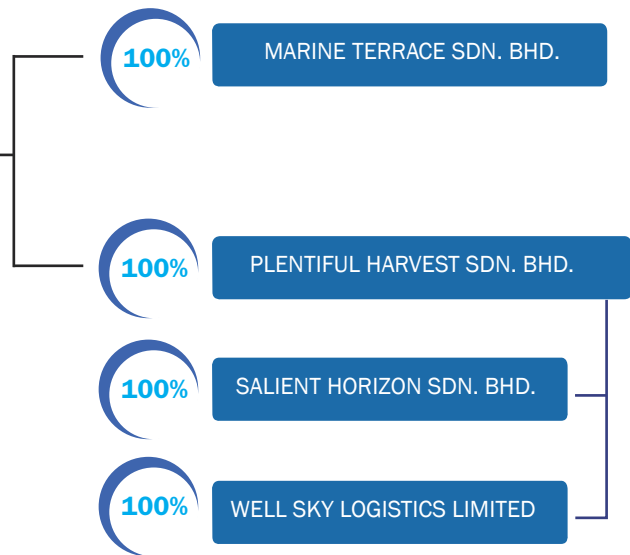 100% MARINE TERRACE SDN. BHD.
100% PLENTIFUL HARVEST SDN. BHD.
100% SALIENT HORIZON SDN. BHD.
100% WELL SKY LOGISTICS LIMITED